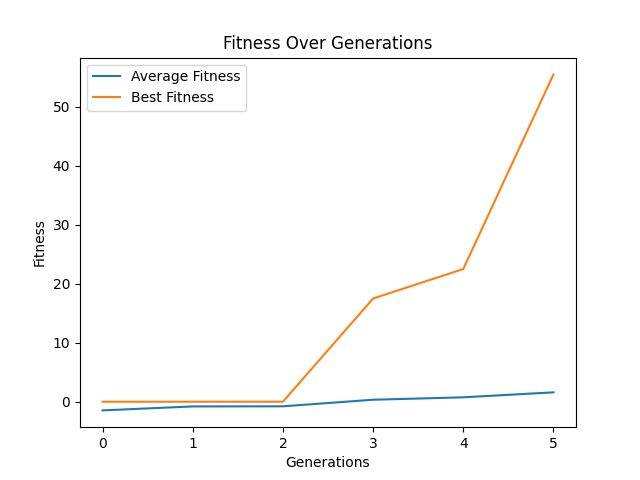 Fitness Over Generations
Average Fitness
Best Fitness
50
40
30
20
10
0
Fitness
0 1 2 3 4 5
Generations